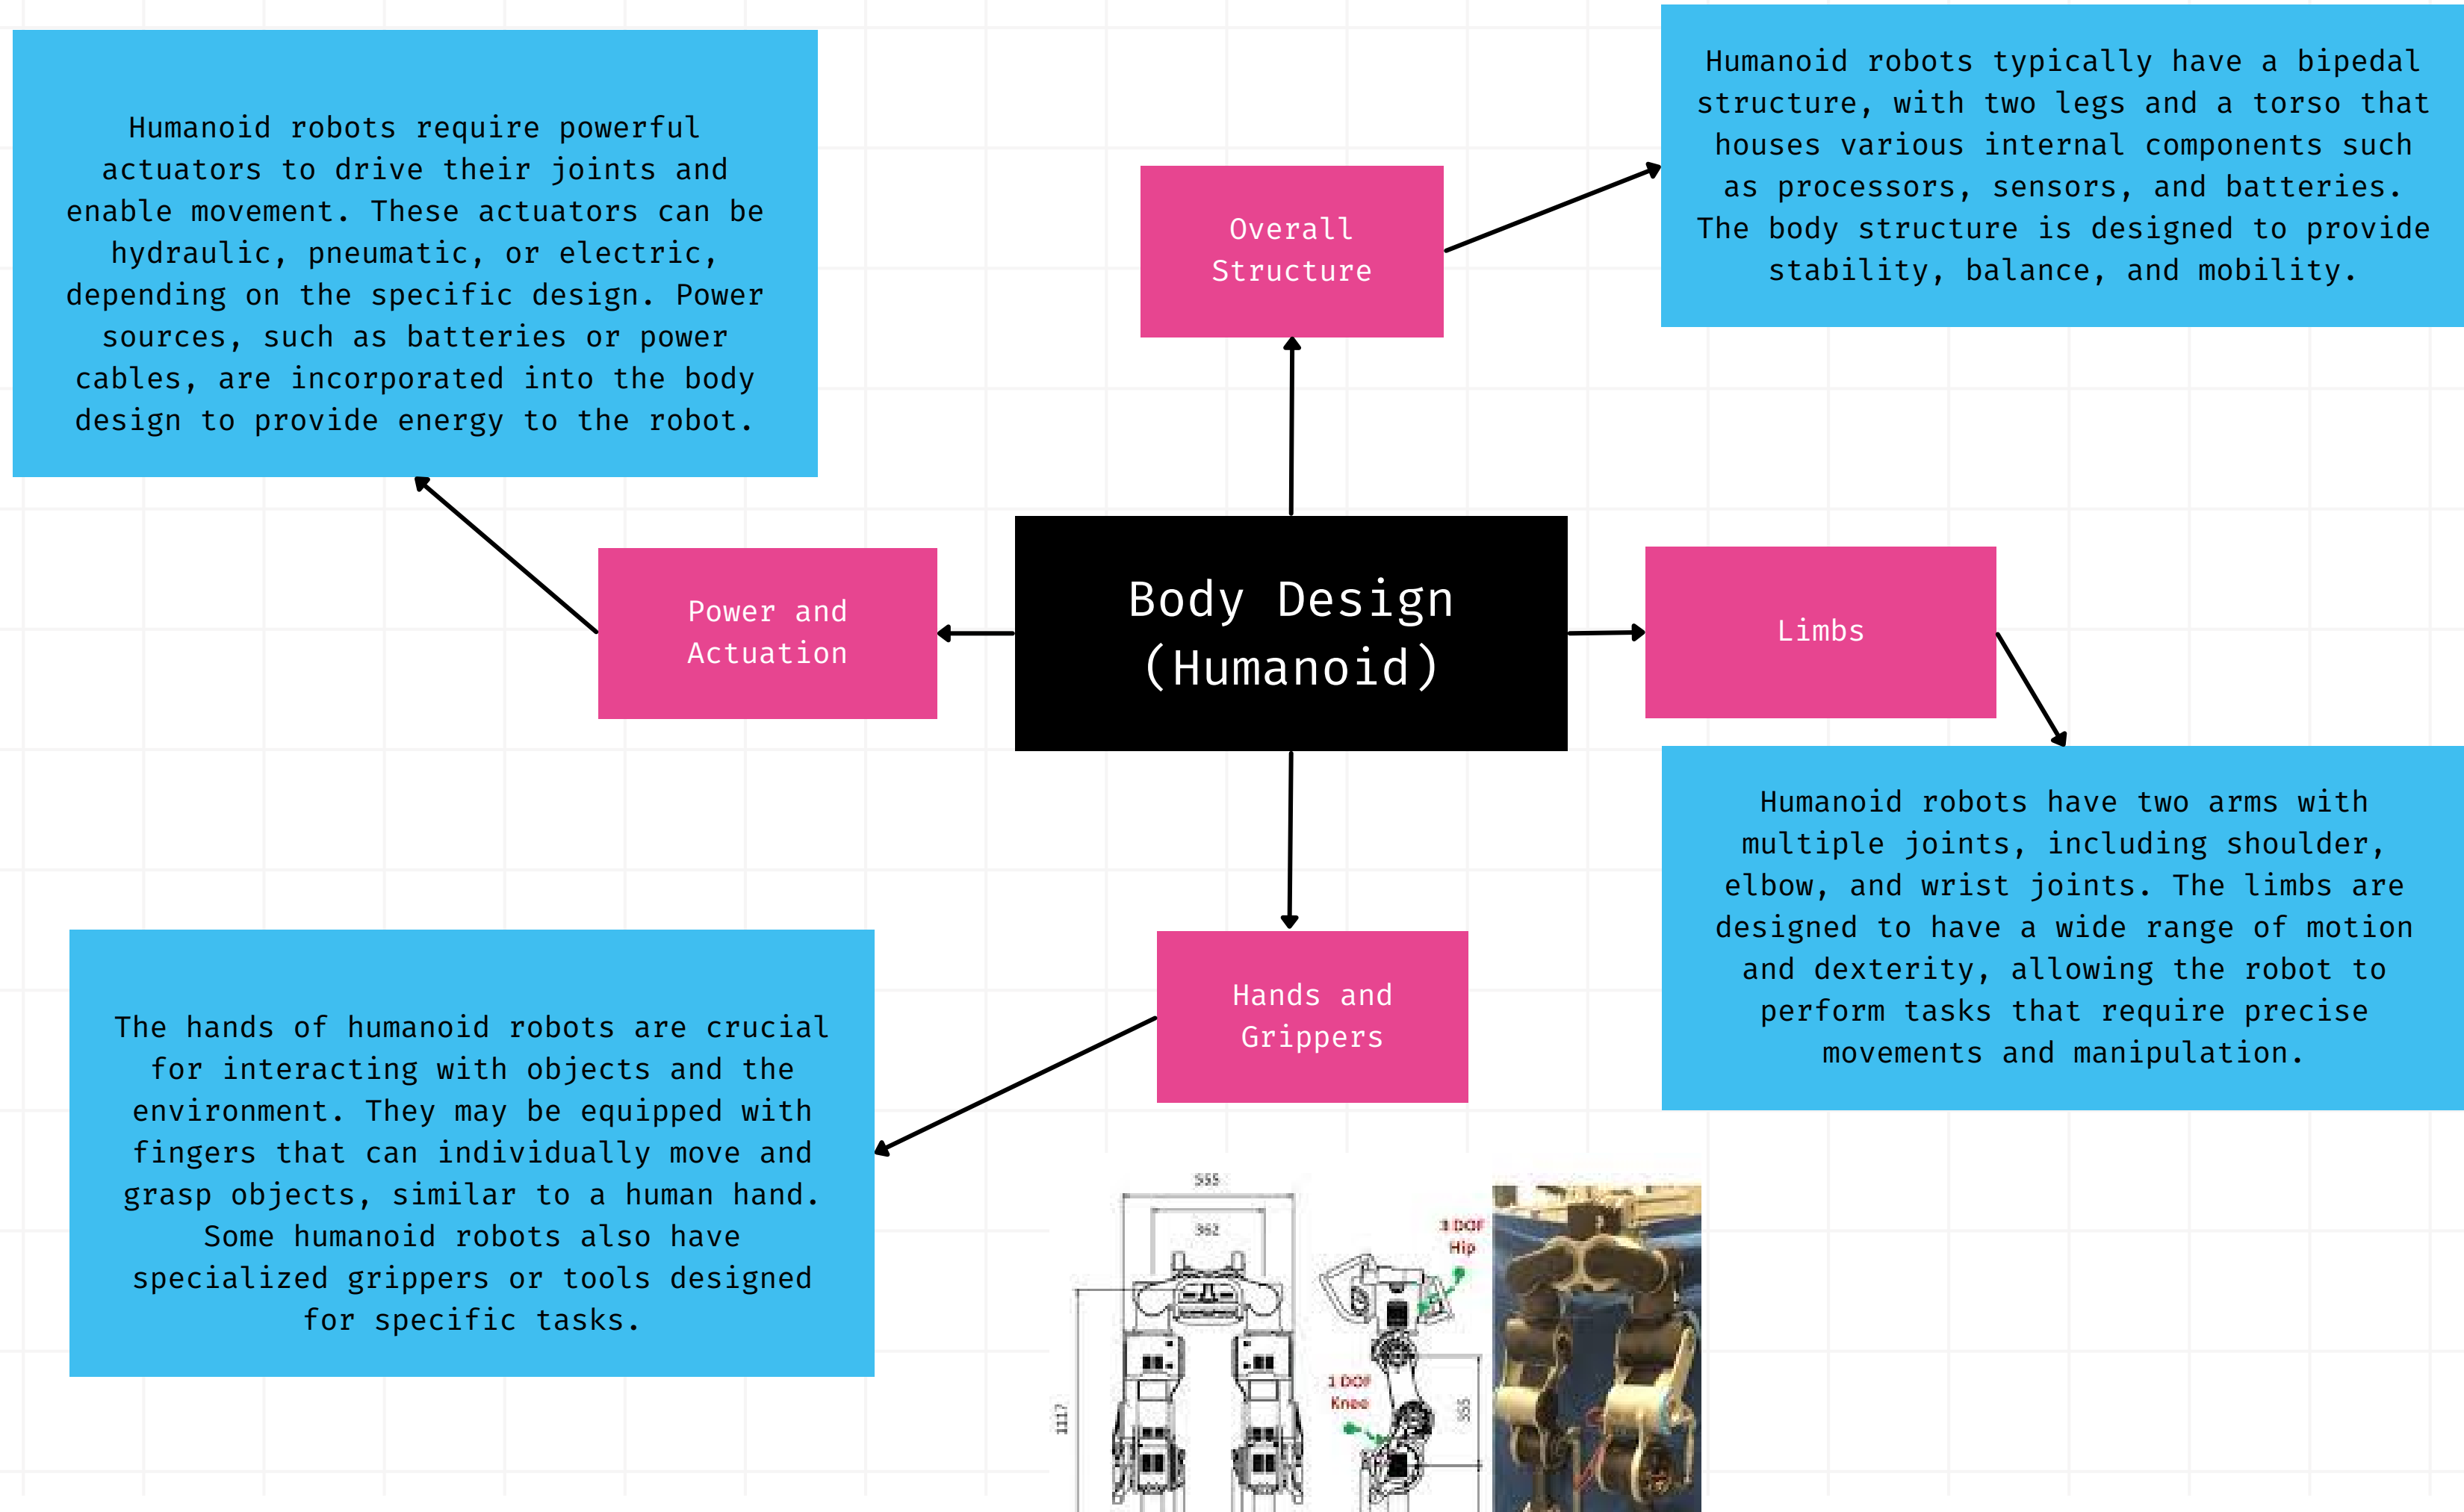 Humanoid robots require powerful
actuators to drive their joints and
enable movement. These actuators can be
hydraulic, pneumatic, or electric,
depending on the specific design. Power
sources, such as batteries or power
cables, are incorporated into the body
design to provide energy to the robot.
Overall
Structure
Humanoid robots typically have a bipedal
structure, with two legs and a torso that
houses various internal components such
as processors, sensors, and batteries.
The body structure is designed to provide
stability, balance, and mobility.
Power and
Actuation
Body Design
(Humanoid)
Limbs
Humanoid robots have two arms with
multiple joints, including shoulder,
elbow, and wrist joints. The limbs are
designed to have a wide range of motion
and dexterity, allowing the robot to
perform tasks that require precise
movements and manipulation.
Hands and
Grippers
The hands of humanoid robots are crucial
for interacting with objects and the
environment. They may be equipped with
fingers that can individually move and
grasp objects, similar to a human hand.
Some humanoid robots also have
specialized grippers or tools designed
for specific tasks.
555
362
3 DOF
Hip
1 DOF
Knee
1117
555